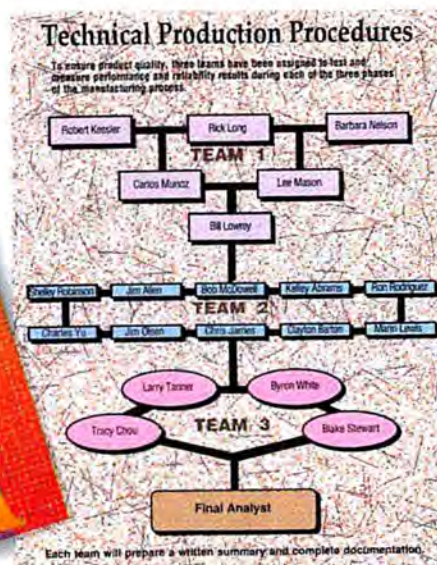 Technical Production Procedures
To ensure product quality, three teams have been assigned to test and
measure performance and reliability results during each of the three phases
of the manufacturing process.
Robert Kessler
Rick Long
Barbara Nelson
TEAM 1
Carlos Munoz
Lee Mason
Bill Lowrey
Shelley Robinson
Jim Allen
Bob McDowell
Kelley Abrams
Ron Rodriguez
TEAM 2
Charles Yu
Jim Olsen
Chris James
Clayton Barton
Marin Lewis
Larry Tanner
Byron White
Tracy Chou
TEAM 3
Blake Stewart
Final Analyst
Each team will prepare a written summary and complete documentation.